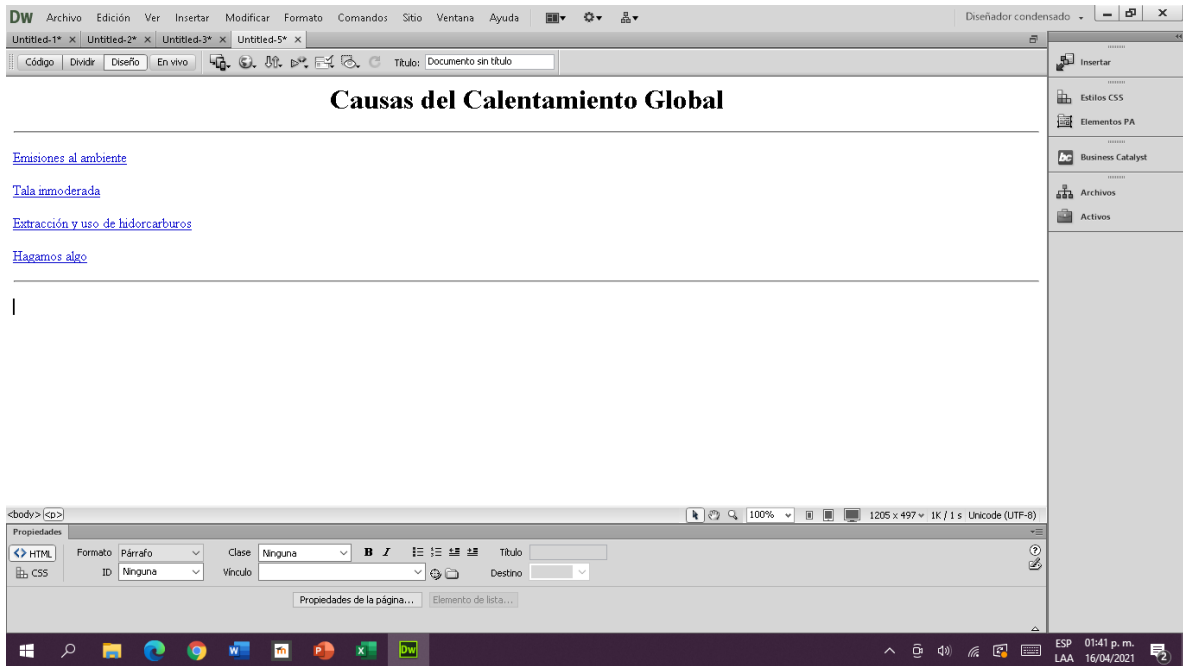 DW Archivo Edición Ver Insertar Modificar Formato Comandos Sitio Ventana Ayuda Diseñador condensado
Untitled-1* × Untitled-2* × Untitled-3* × Untitled-5* ×
Código Dividir Diseño En vivo Título: Documento sin título
Insertar
Estilos CSS
Elementos PA
bc Business Catalyst
Archivos
Activos
Causas del Calentamiento Global
Emisiones al ambiente
Tala inmoderada
Extracción y uso de hidorcarburos
Hagamos algo
<body> <p> 100% 1205 x 497 1K / 1 s Unicode (UTF-8)
Propiedades
<> HTML Formato Párrafo Clase Ninguna B I Título
CSS ID Ninguna Vínculo Destino
Propiedades de la página... Elemento de lista...
Dw ESP 01:41 p. m.
LAA 16/04/2021 2